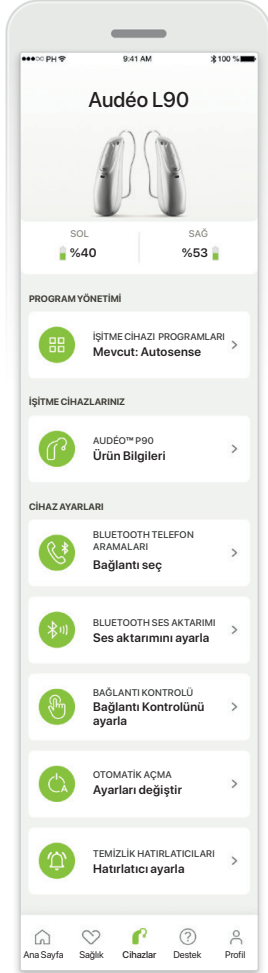 PH 9:41 AM 100 %
Audéo L90
SOL SAĞ
%40 %53
PROGRAM YÖNETİMİ
İŞİTME CİHAZI PROGRAMLARI
Mevcut: Autosense
İŞİTME CİHAZLARINIZ
AUDÉO™ P90
Ürün Bilgileri
CİHAZ AYARLARI
BLUETOOTH TELEFON
ARAMALARI
Bağlantı seç
BLUETOOTH SES AKTARIMI
Ses aktarımını ayarla
BAĞLANTI KONTROLÜ
Bağlantı Kontrolünü
ayarla
OTOMATİK AÇMA
Ayarları değiştir
TEMİZLİK HATIRLATICILARI
Hatırlatıcı ayarla
Ana Sayfa Sağlık Cihazlar Destek Profil